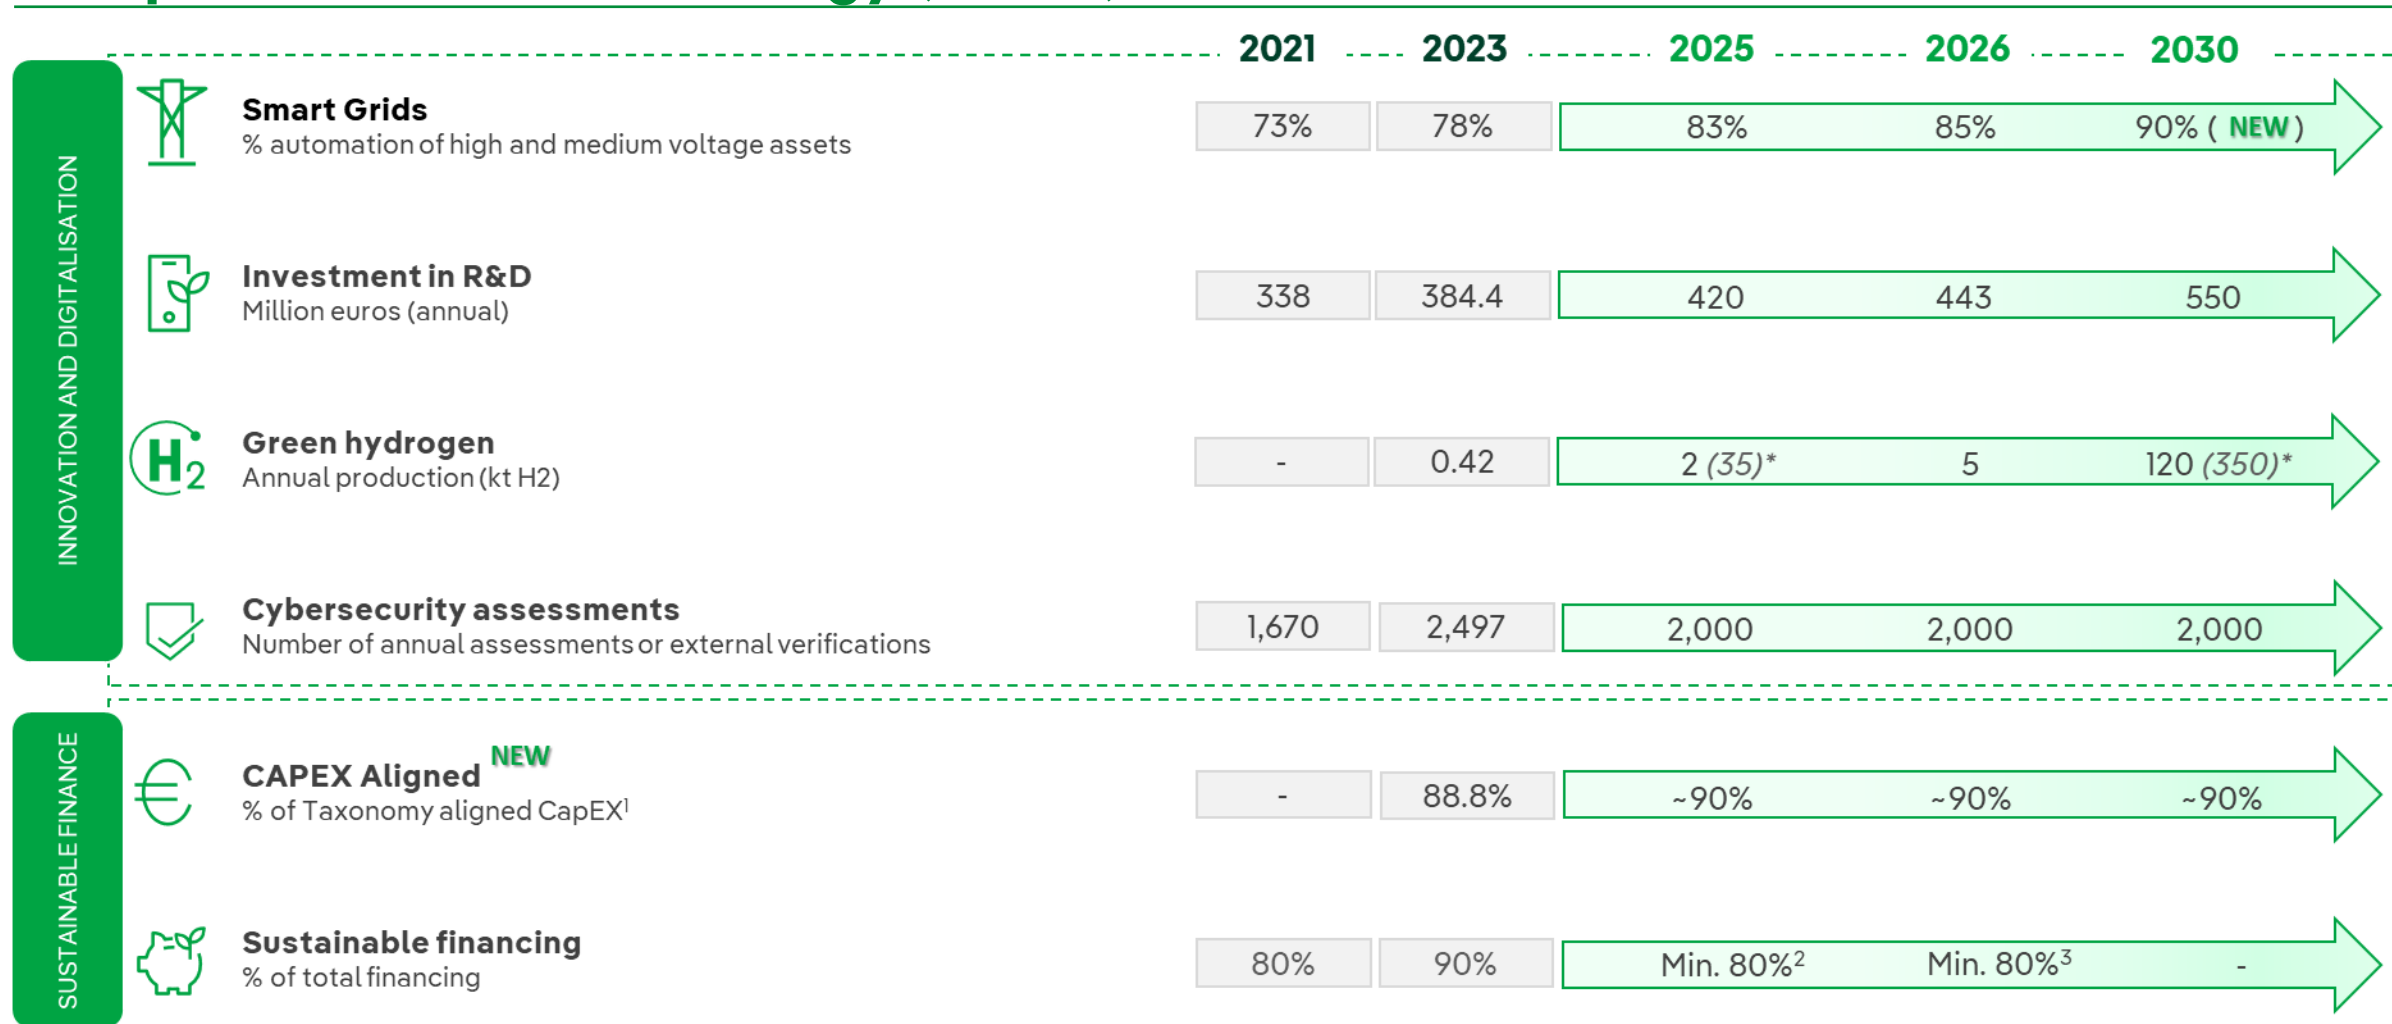 2021 2023 2025 2026 2030
INNOVATION AND DIGITALISATION
Smart Grids
% automation of high and medium voltage assets
73% 78% 83% 85% 90% ( NEW )
Investment in R&D
Million euros (annual)
338 384.4 420 443 550
H2
Green hydrogen
Annual production (kt H2)
- 0.42 2 (35)* 5 120 (350)*
Cybersecurity assessments
Number of annual assessments or external verifications
1,670 2,497 2,000 2,000 2,000
SUSTAINABLE FINANCE
€
CAPEX Aligned NEW
% of Taxonomy aligned CapEX¹
- 88.8% ~90% ~90% ~90%
Sustainable financing
% of total financing
80% 90% Min. 80%² Min. 80%³ -